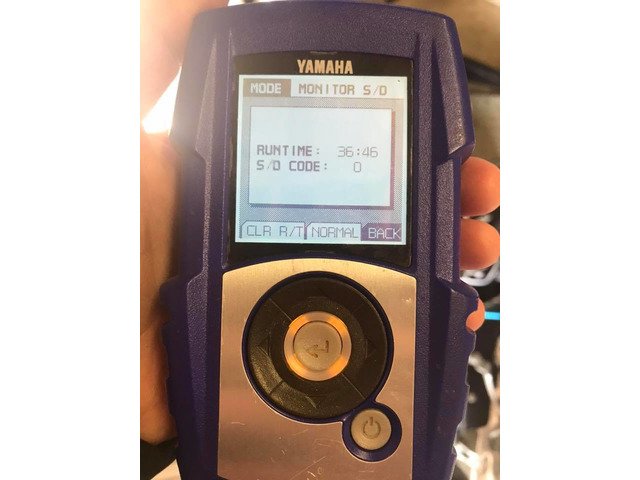 YAMAHA
MODE MONITOR S/D
RUNTIME: 36:46
S/D CODE: 0
CLR R/T NORMAL BACK